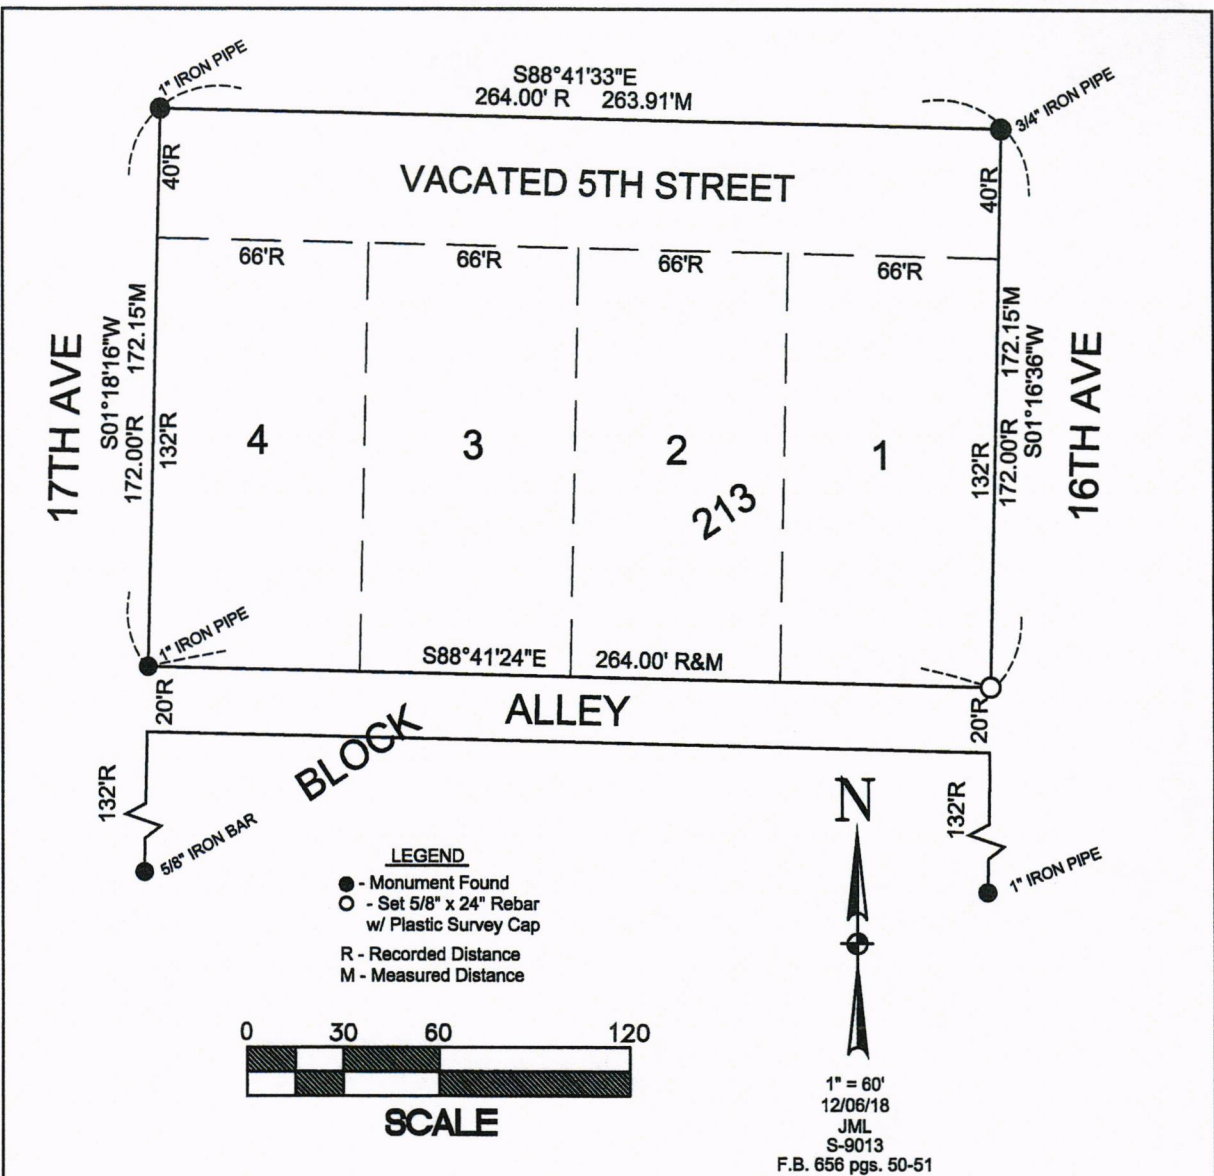 1" IRON PIPE
S88°41'33"E
264.00' R 263.91'M
3/4" IRON PIPE
40'R
VACATED 5TH STREET
40'R
66'R
66'R
66'R
66'R
17TH AVE
S01°18'16"W
172.00'R 172.15'M
132'R
4
3
2
1
213
132'R
172.00'R 172.15'M
S01°16'36"W
16TH AVE
1" IRON PIPE
S88°41'24"E 264.00' R&M
20'R
ALLEY
20'R
BLOCK
132'R
5/8" IRON BAR
N
132'R
1" IRON PIPE
LEGEND
- Monument Found
- Set 5/8" x 24" Rebar
w/ Plastic Survey Cap
R - Recorded Distance
M - Measured Distance
0 30 60 120
SCALE
1" = 60'
12/06/18
JML
S-9013
F.B. 656 pgs. 50-51